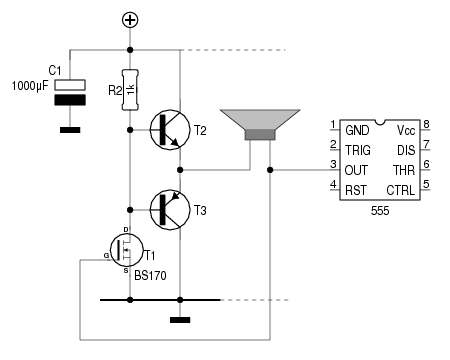 C1
1000µF
R2
1k
T2
T3
D
G
S
T1
BS170
1 GND Vcc 8
2 TRIG DIS 7
3 OUT THR 6
4 RST CTRL 5
555